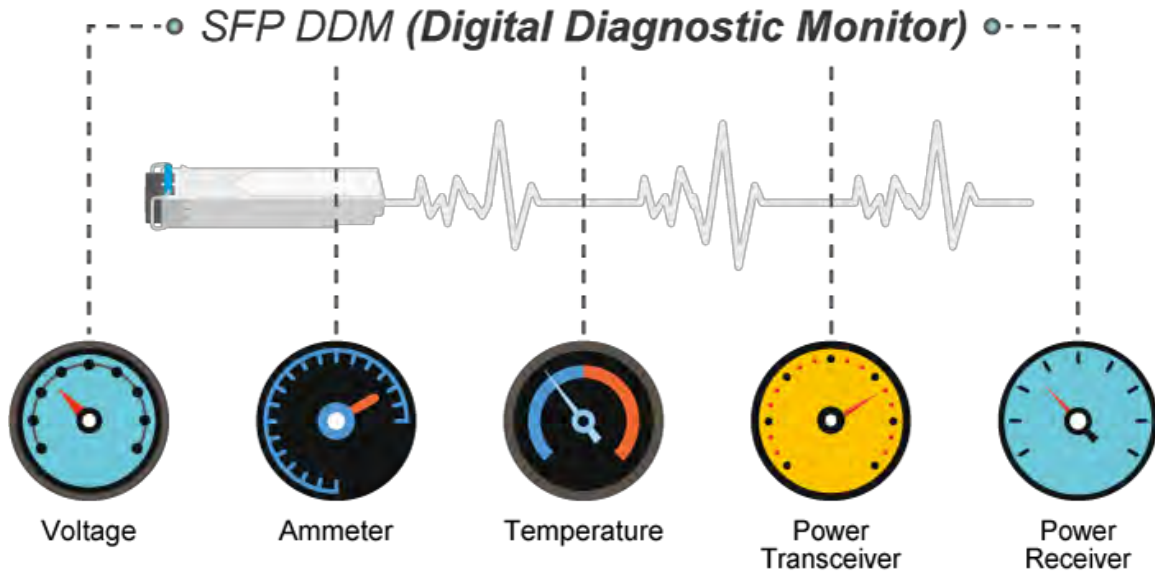 SFP DDM (Digital Diagnostic Monitor)
Voltage
Ammeter
Temperature
Power
Transceiver
Power
Receiver